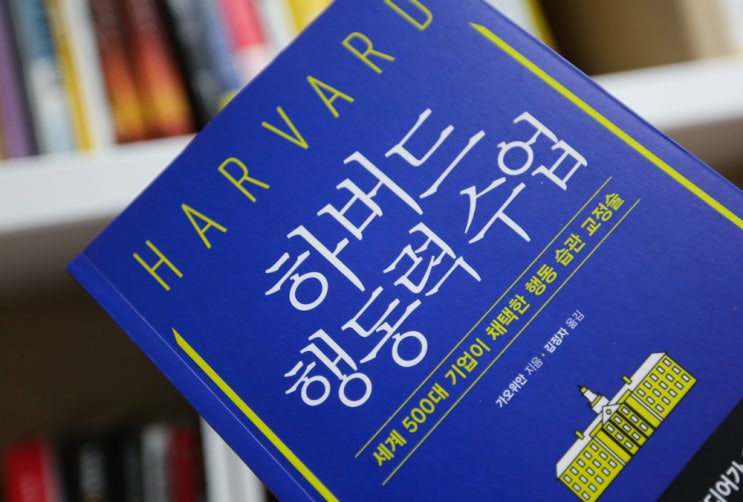 HARVARD
하버드
행동력 수업
세계 500대 기업이 채택한 행동 습관 교정술
가오위안 지음 · 김정자 옮김